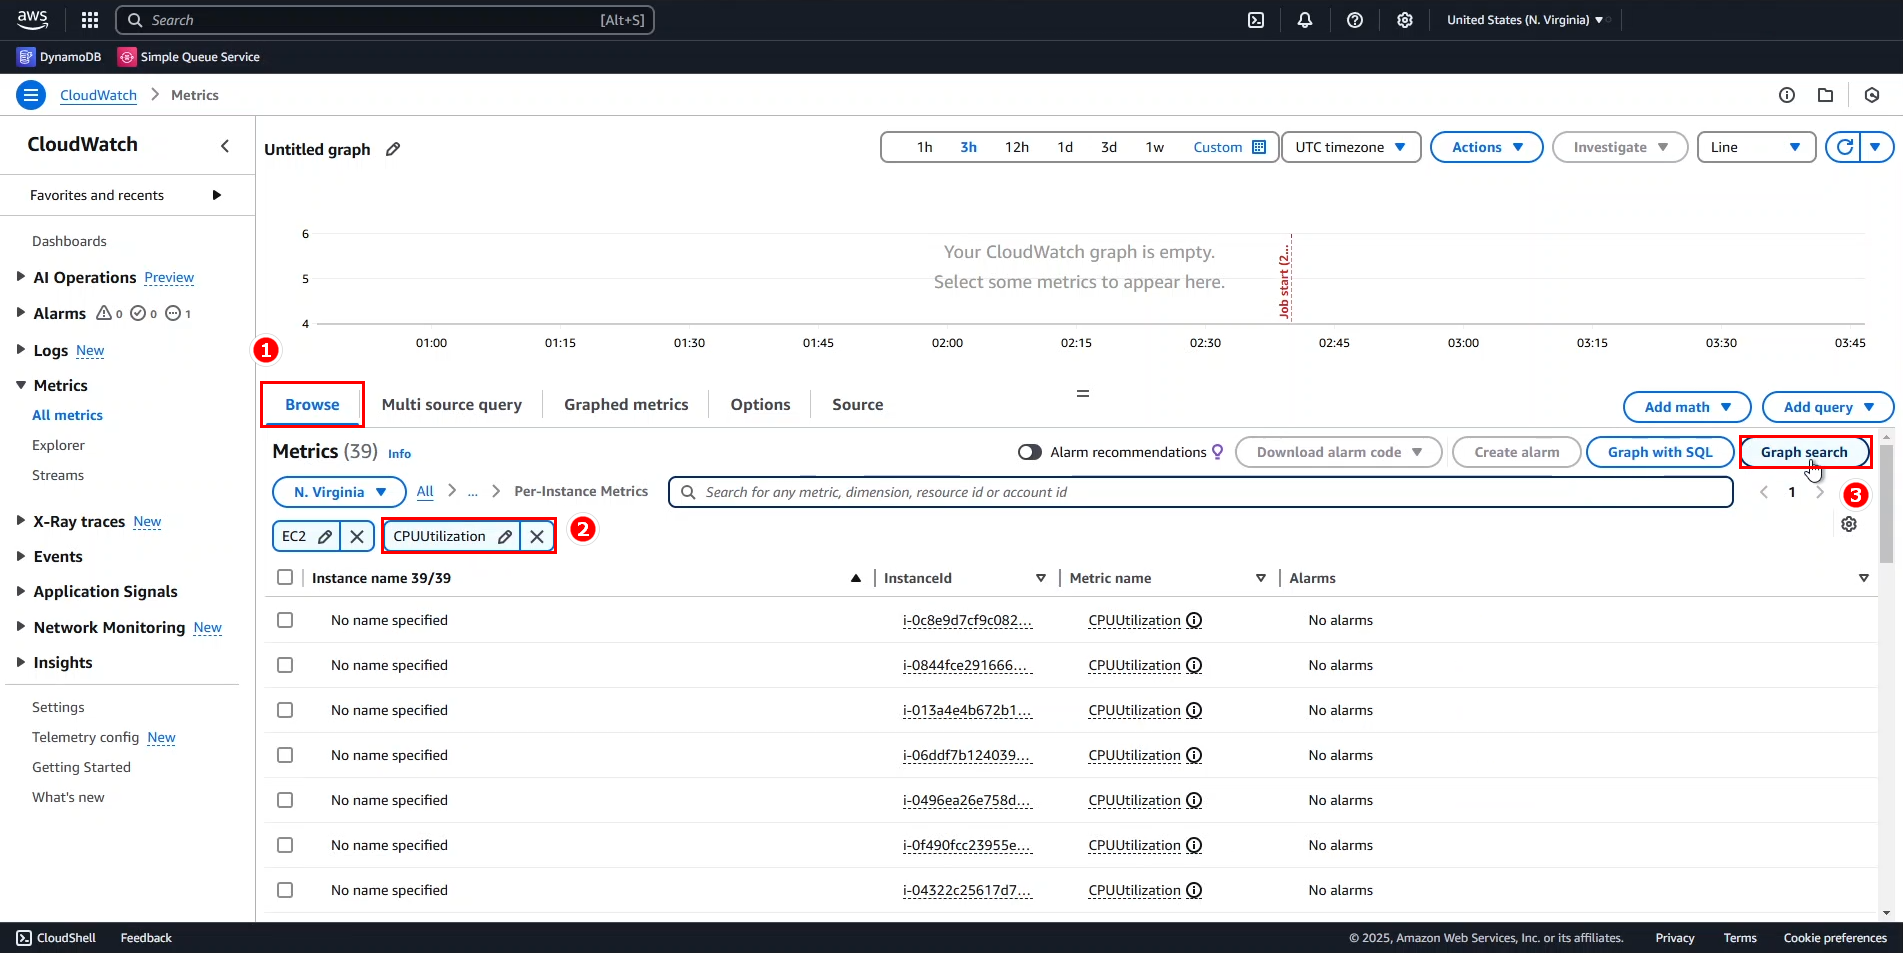 aws Search [Alt+S] United States (N. Virginia)
DynamoDB Simple Queue Service
CloudWatch Metrics
CloudWatch
Favorites and recents
Dashboards
AI Operations Preview
Alarms 0 0 1
Logs New
Metrics
All metrics
Explorer
Streams
X-Ray traces New
Events
Application Signals
Network Monitoring New
Insights
Settings
Telemetry config New
Getting Started
What's new
Untitled graph 1h 3h 12h 1d 3d 1w Custom UTC timezone Actions Investigate Line
6
5
4
Your CloudWatch graph is empty.
Select some metrics to appear here.
Job start (2...
01:00 01:15 01:30 01:45 02:00 02:15 02:30 02:45 03:00 03:15 03:30 03:45
1
Browse Multi source query Graphed metrics Options Source Add math Add query
Metrics (39) Info Alarm recommendations Download alarm code Create alarm Graph with SQL Graph search
N. Virginia All ... Per-Instance Metrics Search for any metric, dimension, resource id or account id 1 3
EC2 CPUUtilization 2
Instance name 39/39 InstanceId Metric name Alarms
No name specified i-0c8e9d7cf9c082... CPUUtilization No alarms
No name specified i-0844fce291666... CPUUtilization No alarms
No name specified i-013a4e4b672b1... CPUUtilization No alarms
No name specified i-06ddf7b124039... CPUUtilization No alarms
No name specified i-0496ea26e758d... CPUUtilization No alarms
No name specified i-0f490fcc23955e... CPUUtilization No alarms
No name specified i-04322c25617d7... CPUUtilization No alarms
CloudShell Feedback © 2025, Amazon Web Services, Inc. or its affiliates. Privacy Terms Cookie preferences